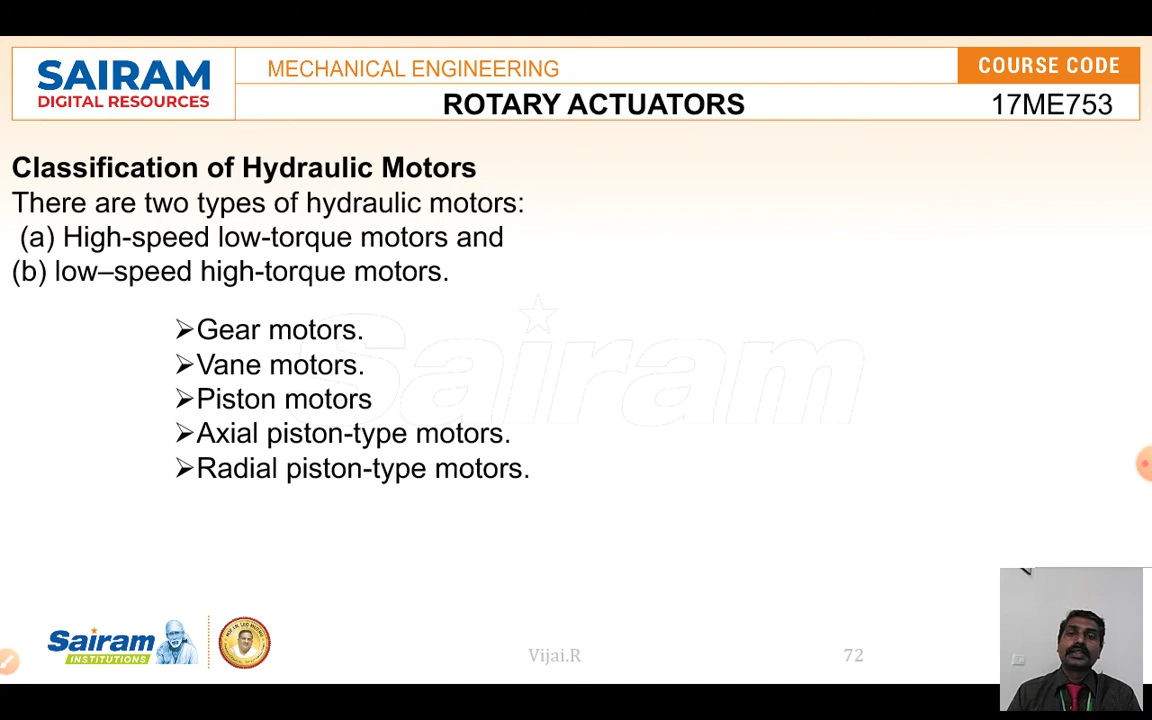 SAIRAM
DIGITAL RESOURCES
MECHANICAL ENGINEERING
COURSE CODE
ROTARY ACTUATORS
17ME753
Classification of Hydraulic Motors
There are two types of hydraulic motors:
(a) High-speed low-torque motors and
(b) low–speed high-torque motors.
➢Gear motors.
➢Vane motors.
➢Piston motors
➢Axial piston-type motors.
➢Radial piston-type motors.
Sairam
Sairam
INSTITUTIONS
Vijai.R
72